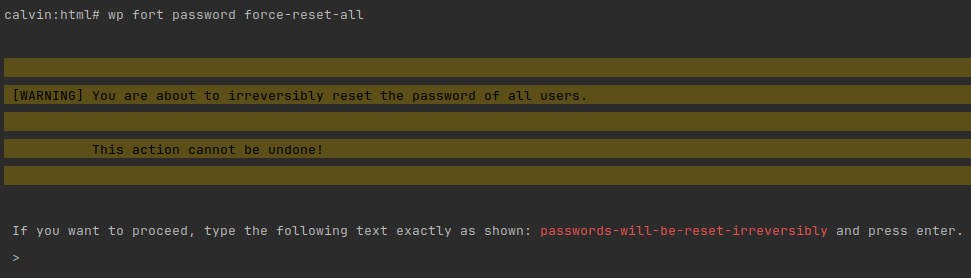 calvin:html# wp fort password force-reset-all
[WARNING] You are about to irreversibly reset the password of all users.
This action cannot be undone!
If you want to proceed, type the following text exactly as shown: passwords-will-be-reset-irreversibly and press enter.
>